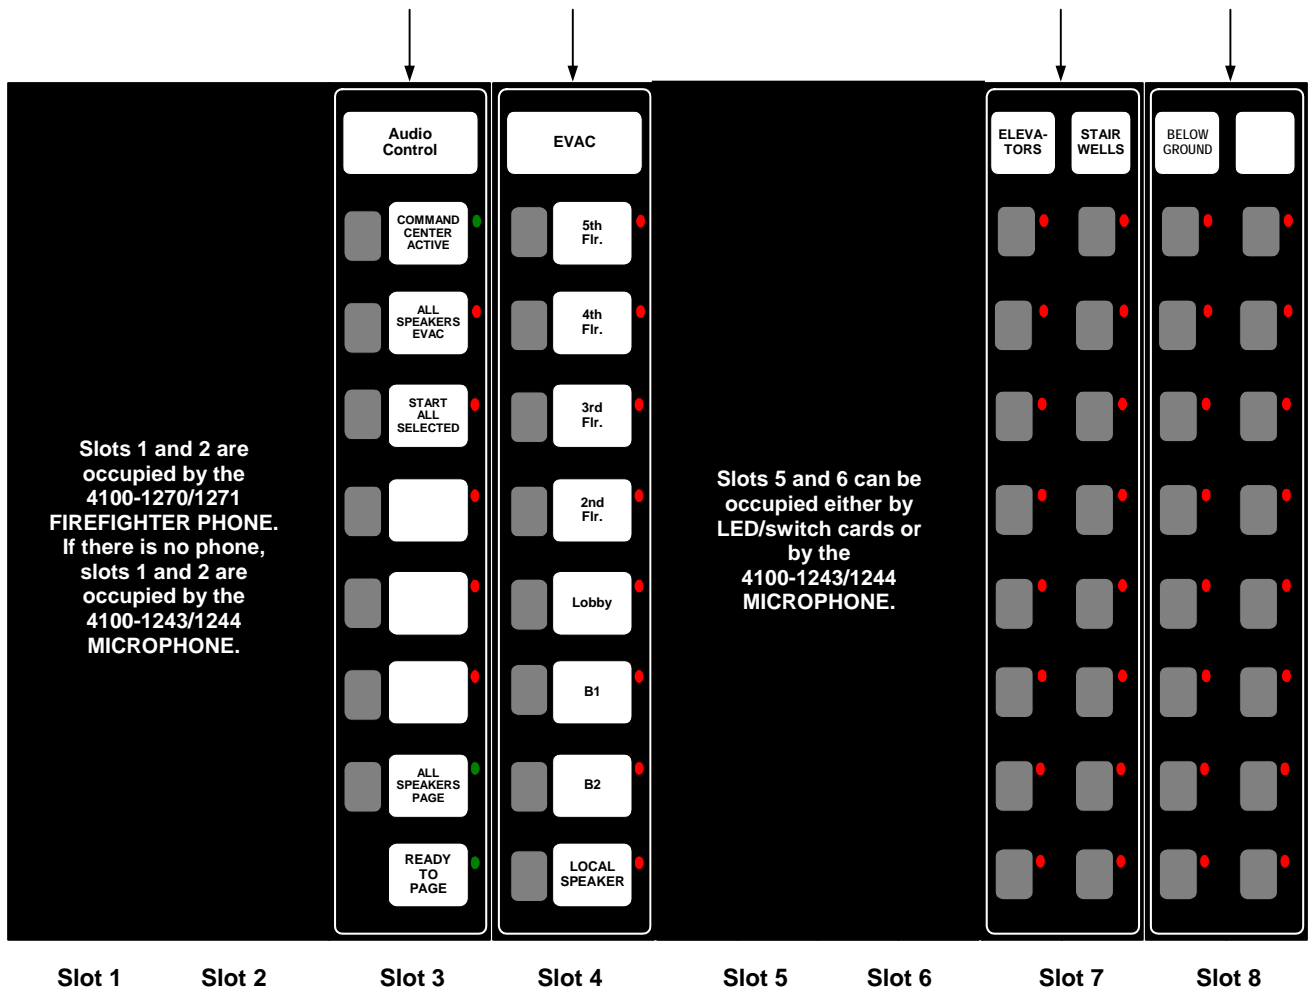 Audio
Control
EVAC
ELEVA-
TORS
STAIR
WELLS
BELOW
GROUND
COMMAND
CENTER
ACTIVE
ALL
SPEAKERS
EVAC
START
ALL
SELECTED
ALL
SPEAKERS
PAGE
READY
TO
PAGE
5th
Flr.
4th
Flr.
3rd
Flr.
2nd
Flr.
Lobby
B1
B2
LOCAL
SPEAKER
Slots 1 and 2 are
occupied by the
4100-1270/1271
FIREFIGHTER PHONE.
If there is no phone,
slots 1 and 2 are
occupied by the
4100-1243/1244
MICROPHONE.
Slots 5 and 6 can be
occupied either by
LED/switch cards or
by the
4100-1243/1244
MICROPHONE.
Slot 1
Slot 2
Slot 3
Slot 4
Slot 5
Slot 6
Slot 7
Slot 8